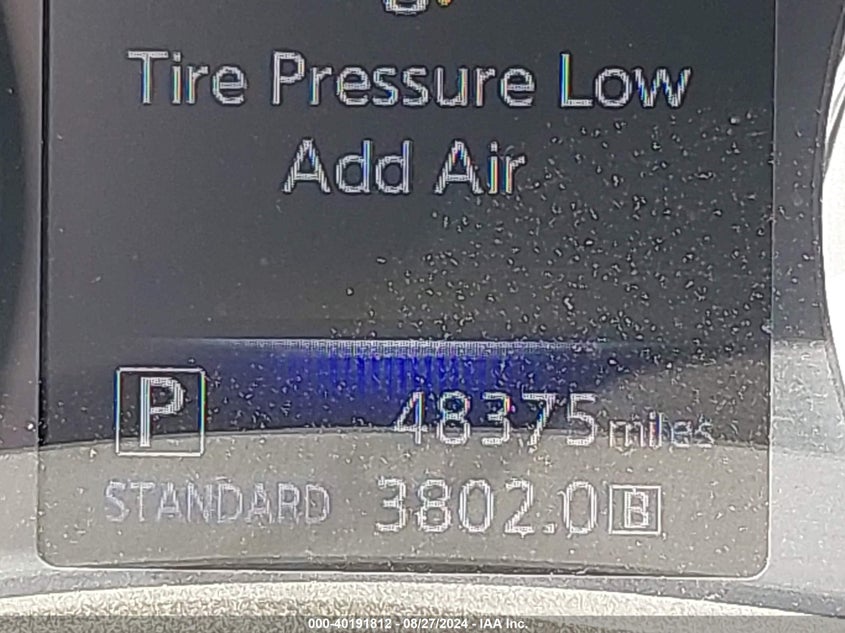 Tire Pressure Low
Add Air
P 48375 miles
STANDARD 3802.0 B
000-40191812 - 08/27/2024 - IAA Inc.